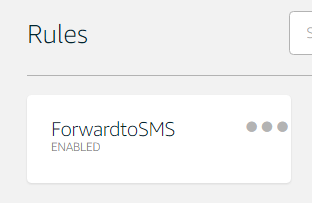 Rules
S
ForwardtoSMS
ENABLED